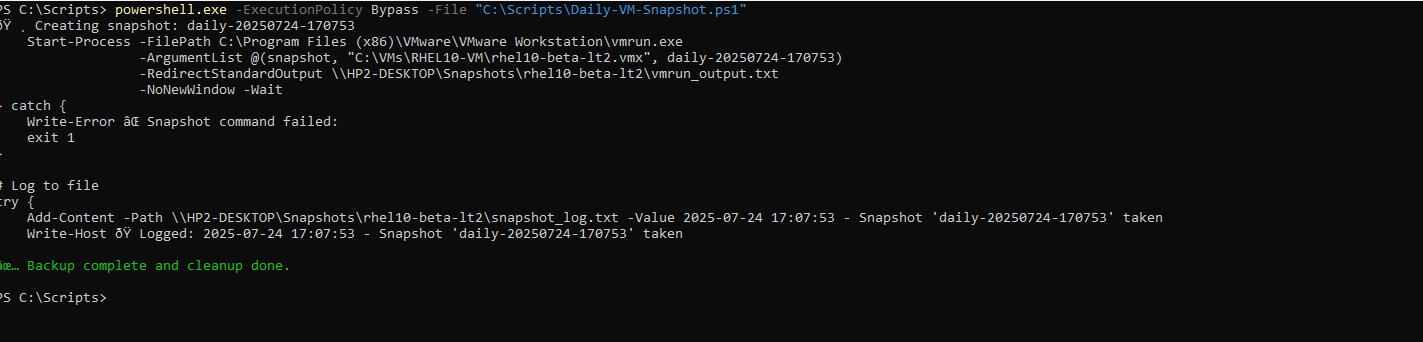 PS C:\Scripts> powershell.exe -ExecutionPolicy Bypass -File "C:\Scripts\Daily-VM-Snapshot.ps1"
ðŸ¸ Creating snapshot: daily-20250724-170753
    Start-Process -FilePath C:\Program Files (x86)\VMware\VMware Workstation\vmrun.exe
                  -ArgumentList @(snapshot, "C:\VMs\RHEL10-VM\rhel10-beta-lt2.vmx", daily-20250724-170753)
                  -RedirectStandardOutput \\HP2-DESKTOP\Snapshots\rhel10-beta-lt2\vmrun_output.txt
                  -NoNewWindow -Wait
} catch {
    Write-Error âŒ Snapshot command failed:
    exit 1
}
# Log to file
try {
    Add-Content -Path \\HP2-DESKTOP\Snapshots\rhel10-beta-lt2\snapshot_log.txt -Value 2025-07-24 17:07:53 - Snapshot 'daily-20250724-170753' taken
    Write-Host ðŸ Logged: 2025-07-24 17:07:53 - Snapshot 'daily-20250724-170753' taken
âœ… Backup complete and cleanup done.
PS C:\Scripts>